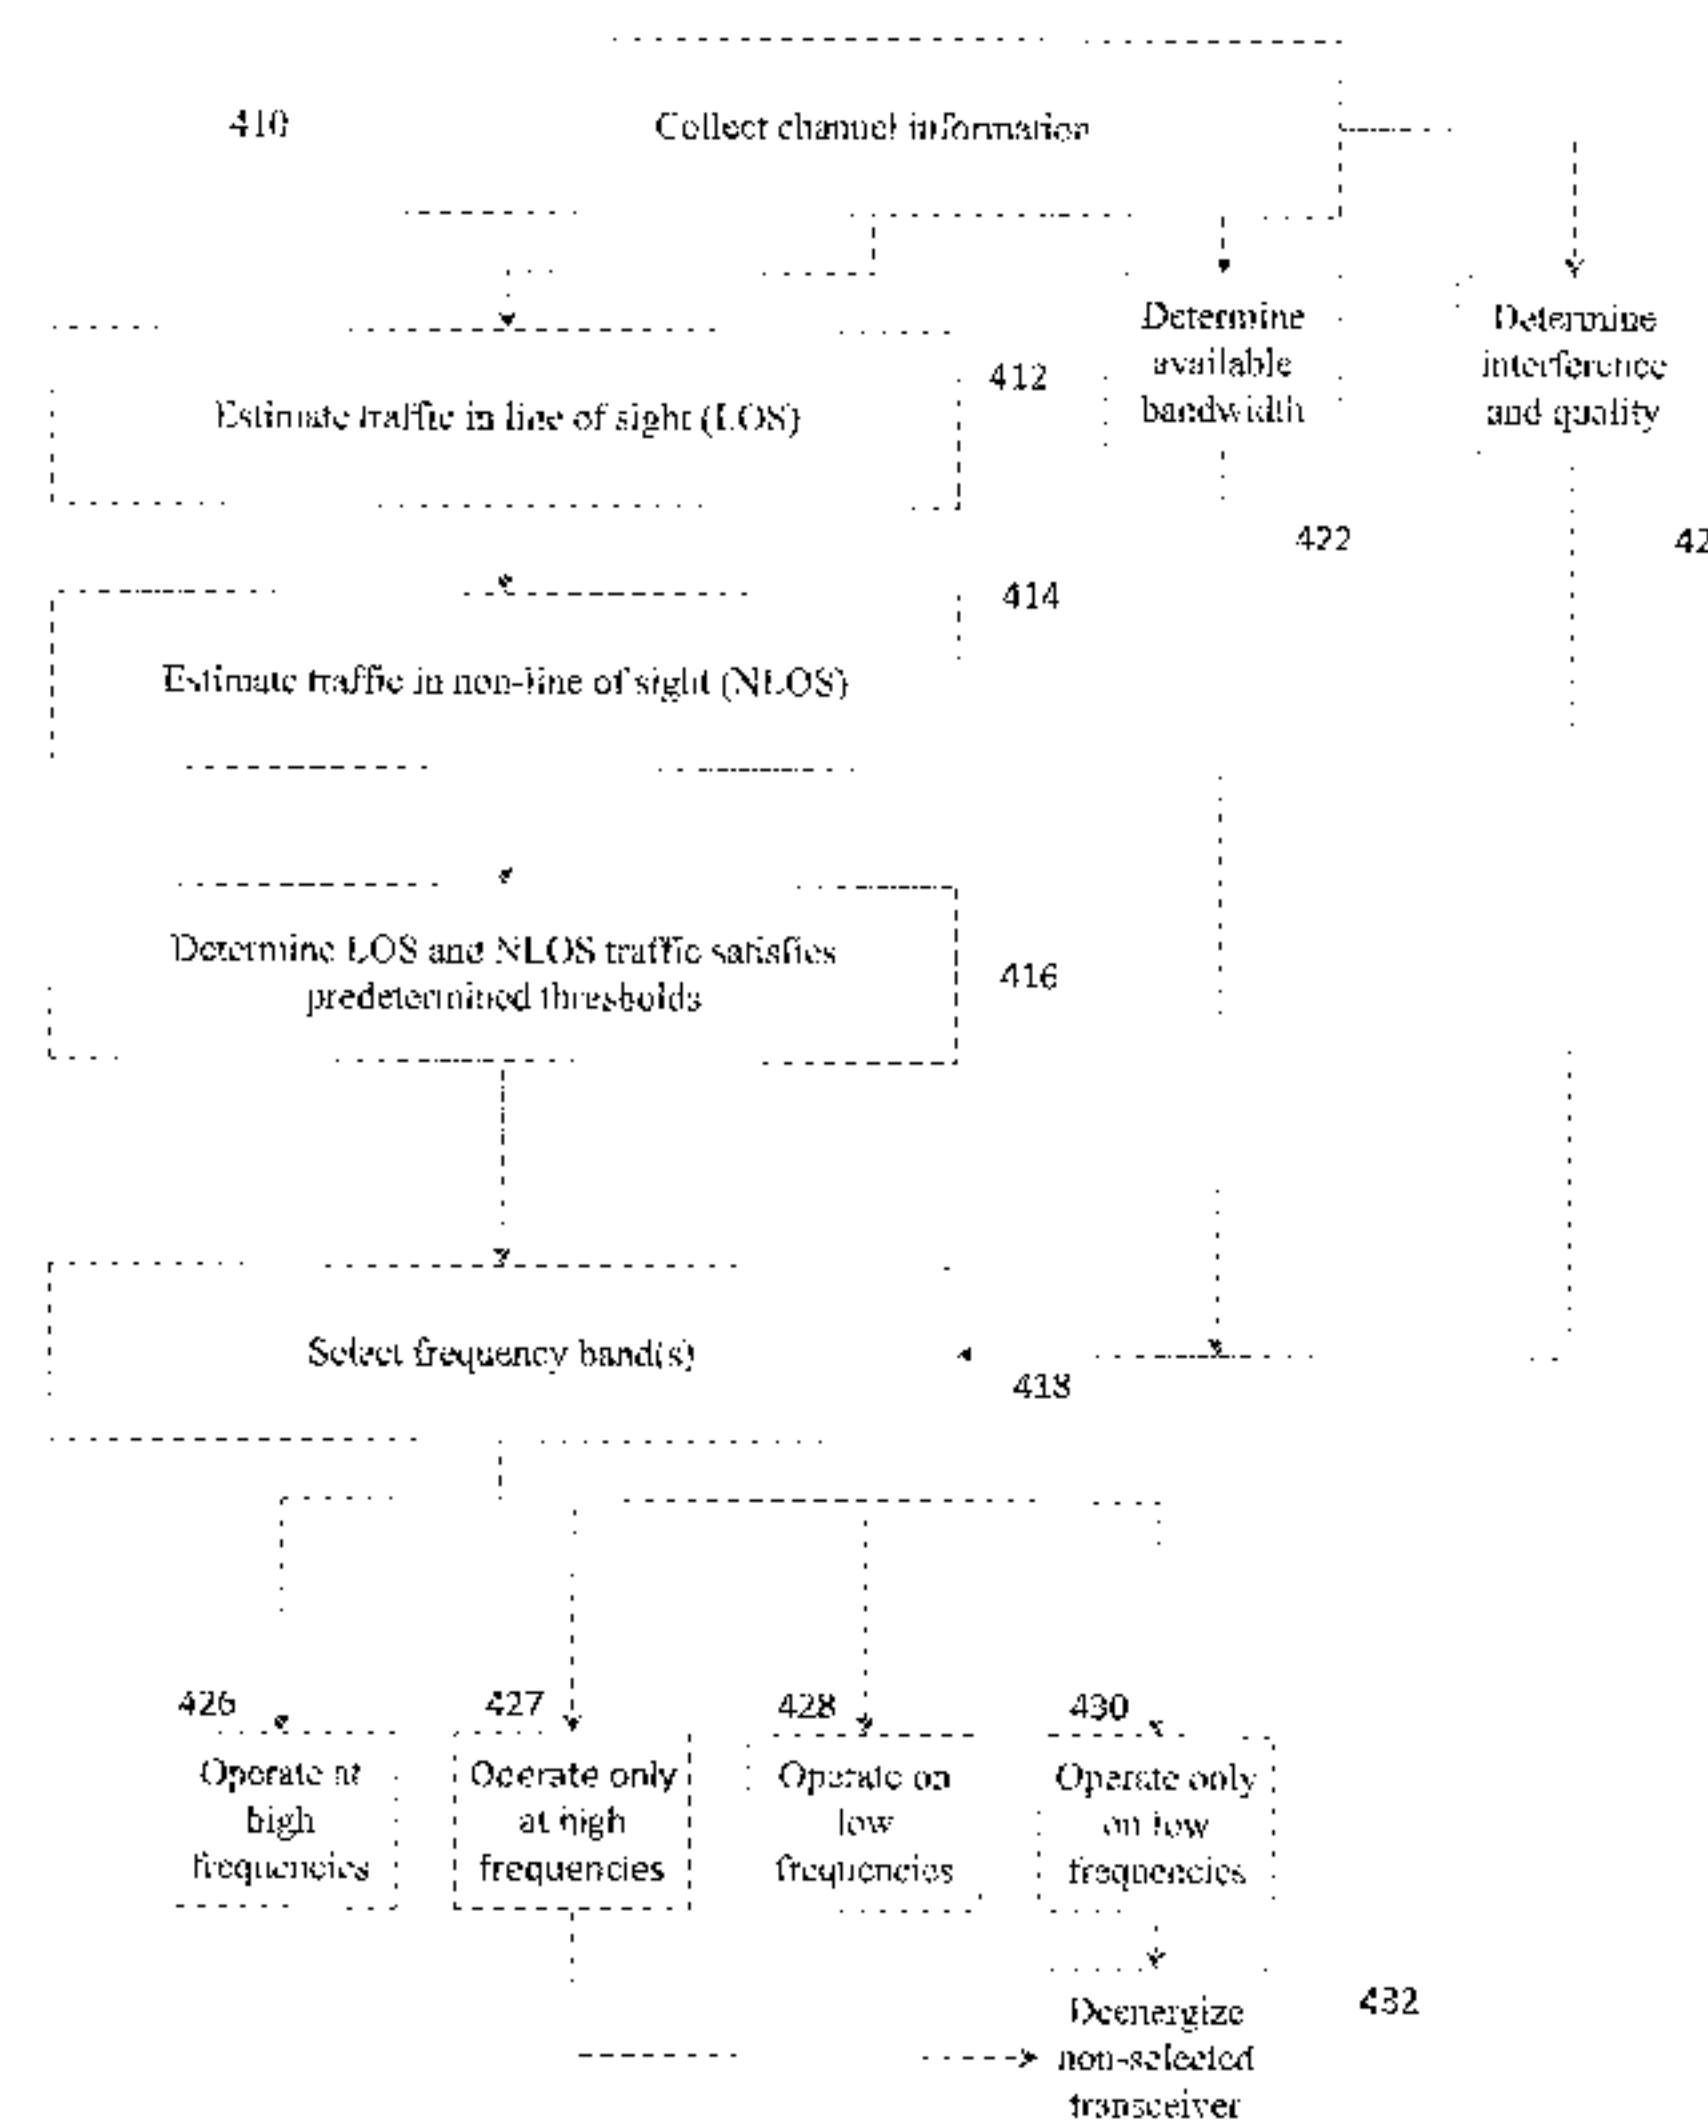 410
Collect channel information
Determine
available
bandwidth
Determine
interference
and quality
412
Estimate traffic in line of sight (LOS)
422
42
414
Estimate traffic in non-line of sight (NLOS)
Determine LOS and NLOS traffic satisfies
predetermined thresholds
416
Select frequency band(s)
418
426
Operate at
high
frequencies
427
Operate only
at high
frequencies
428
Operate on
low
frequencies
430
Operate only
on low
frequencies
Deenergize
non-selected
transceiver
432